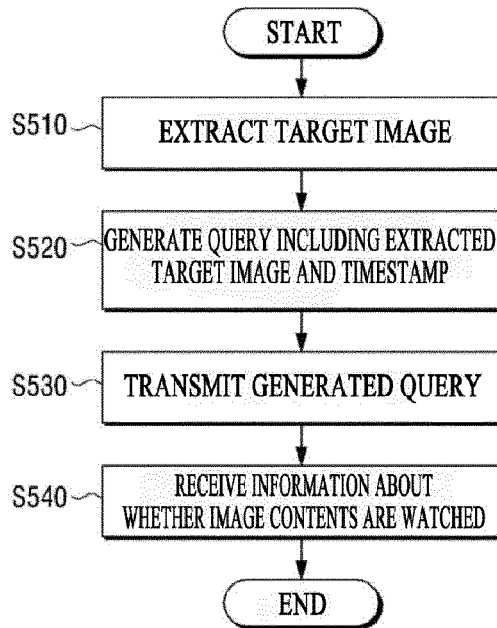 START
S510
EXTRACT TARGET IMAGE
S520
GENERATE QUERY INCLUDING EXTRACTED
TARGET IMAGE AND TIMESTAMP
S530
TRANSMIT GENERATED QUERY
S540
RECEIVE INFORMATION ABOUT
WHETHER IMAGE CONTENTS ARE WATCHED
END